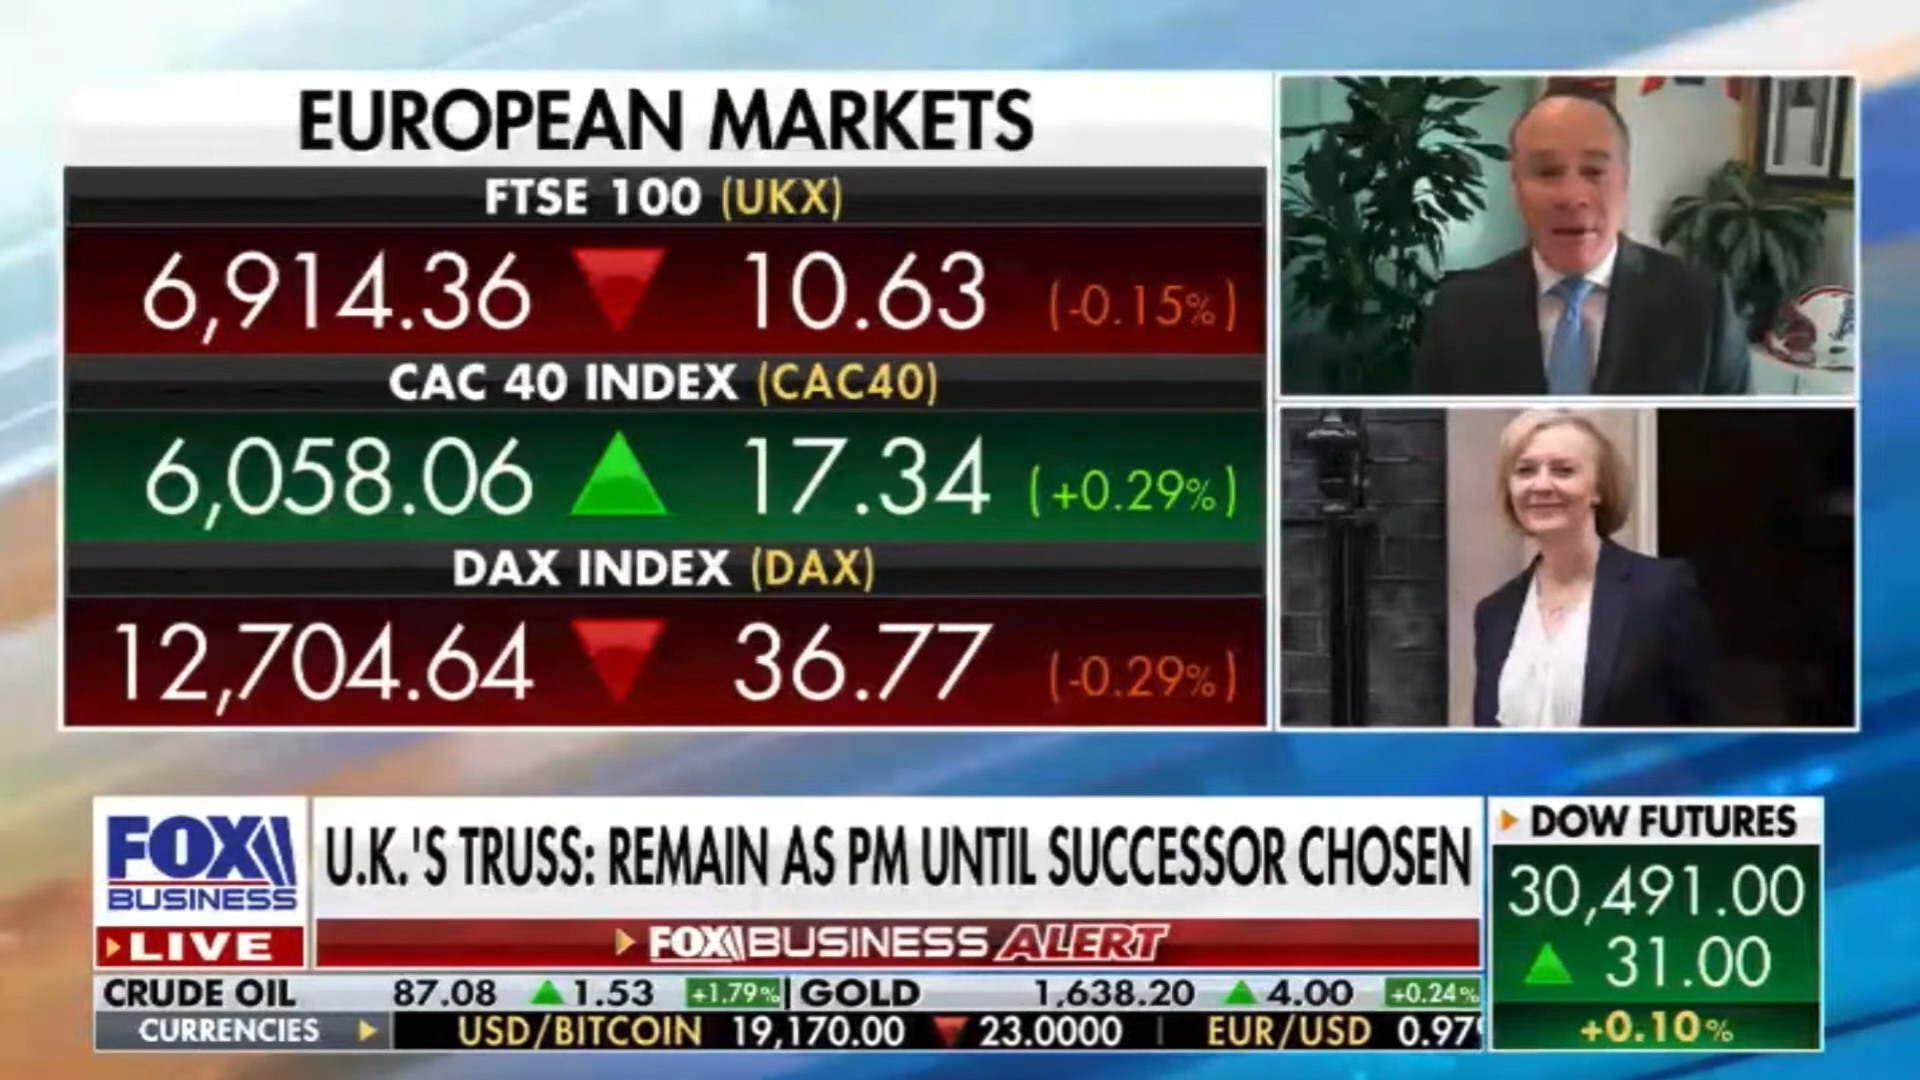 EUROPEAN MARKETS
FTSE 100 (UKX)
6,914.36 ▼ 10.63 (-0.15%)
CAC 40 INDEX (CAC40)
6,058.06 ▲ 17.34 (+0.29%)
DAX INDEX (DAX)
12,704.64 ▼ 36.77 (-0.29%)
FOX BUSINESS
LIVE
U.K.'S TRUSS: REMAIN AS PM UNTIL SUCCESSOR CHOSEN
FOX BUSINESS ALERT
DOW FUTURES
30,491.00
▲ 31.00
+0.10%
CRUDE OIL 87.08 ▲ 1.53 +1.79% | GOLD 1,638.20 ▲ 4.00 +0.24%
CURRENCIES USD/BITCOIN 19,170.00 ▼ 23.0000 | EUR/USD 0.97